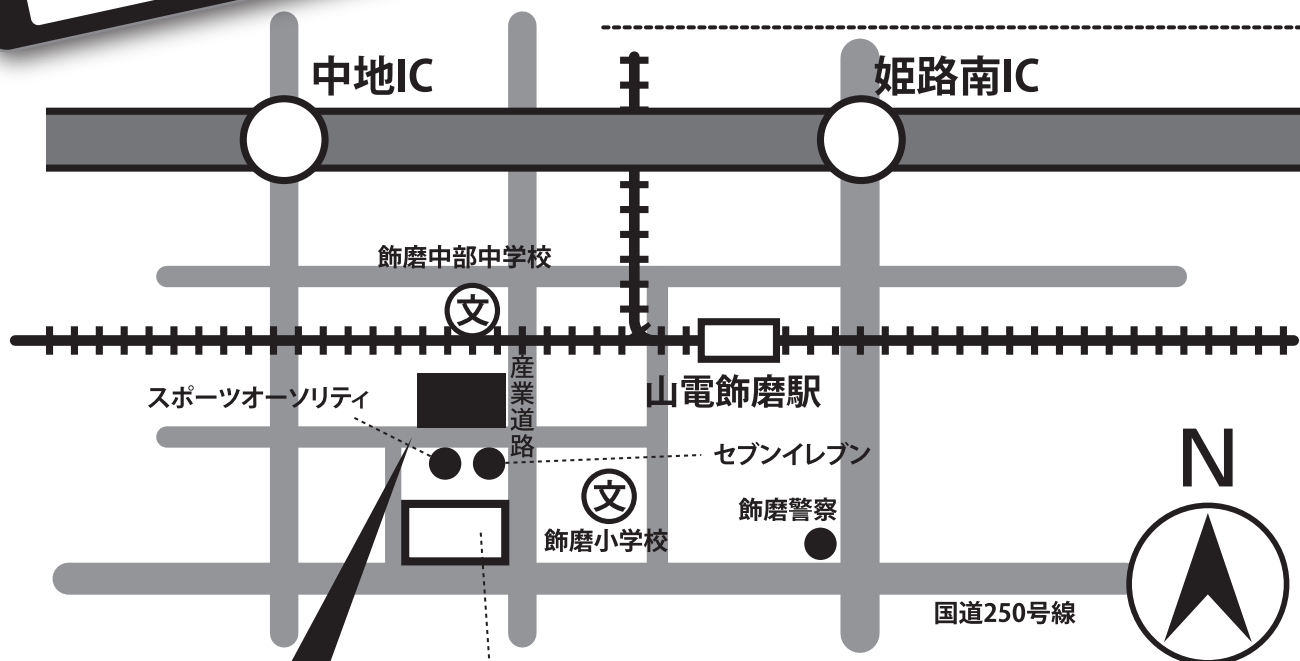 中地IC
姫路南IC
飾磨中部中学校
文
産業道路
スポーツオーソリティ
山電飾磨駅
セブンイレブン
文
飾磨小学校
飾磨警察
N
国道250号線